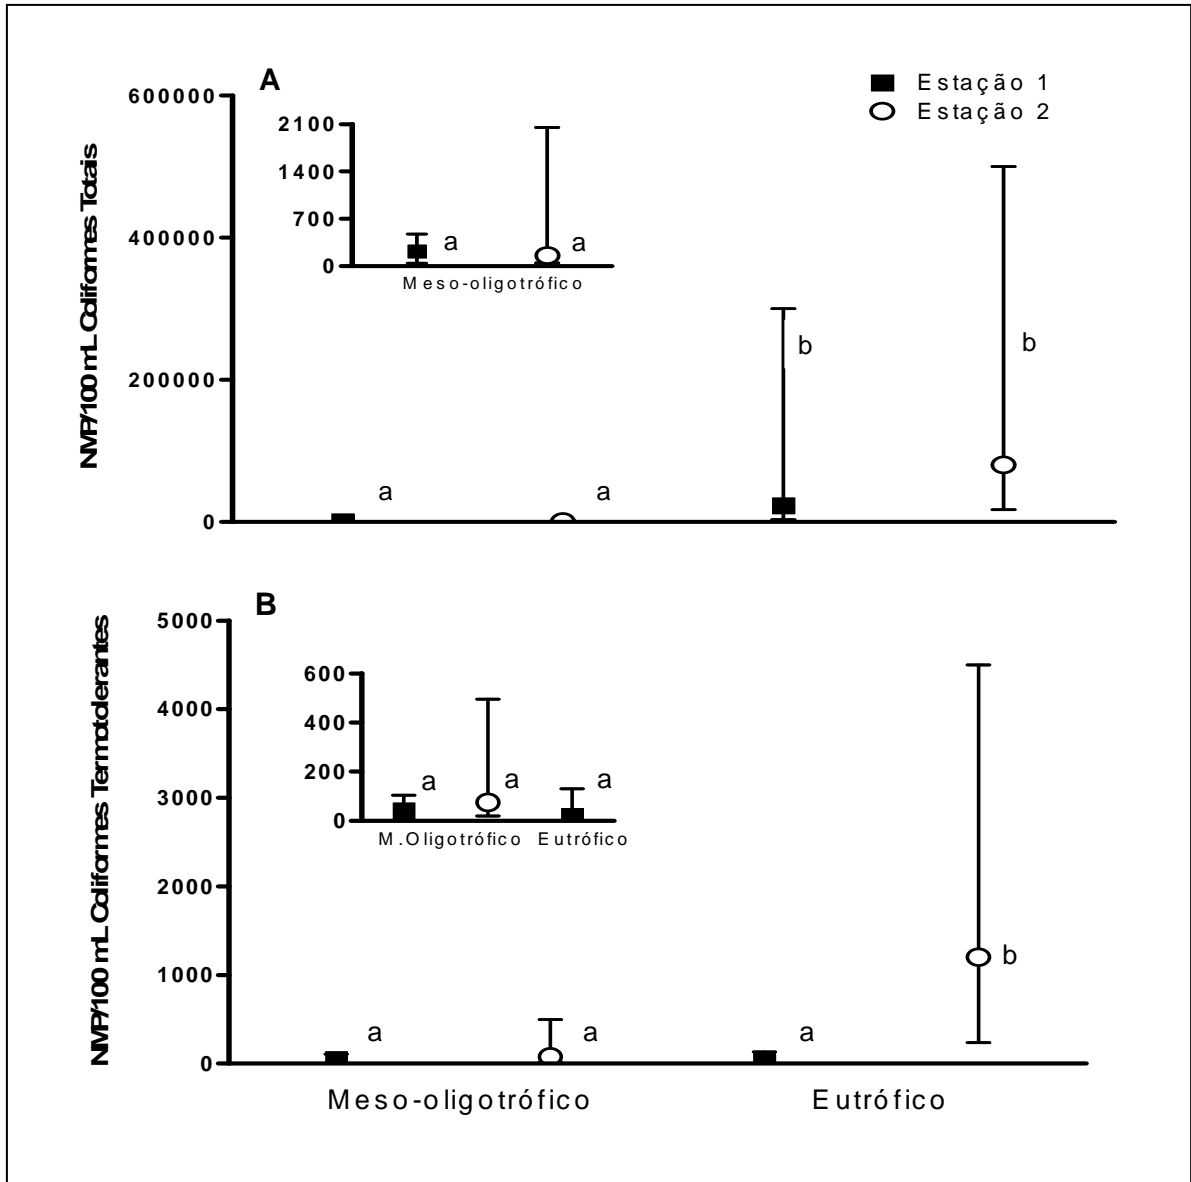 A
Estação 1
Estação 2
600000
400000
200000
0
NMP/100 mL Coliformes Totais
2100
1400
700
0
a
a
Meso-oligotrófico
a
a
b
b
B
5000
4000
3000
2000
1000
0
NMP/100 mL Coliformes Termotolerantes
600
400
200
0
a
a
a
M.Oligotrófico Eutrófico
a
a
a
b
Meso-oligotrófico Eutrófico